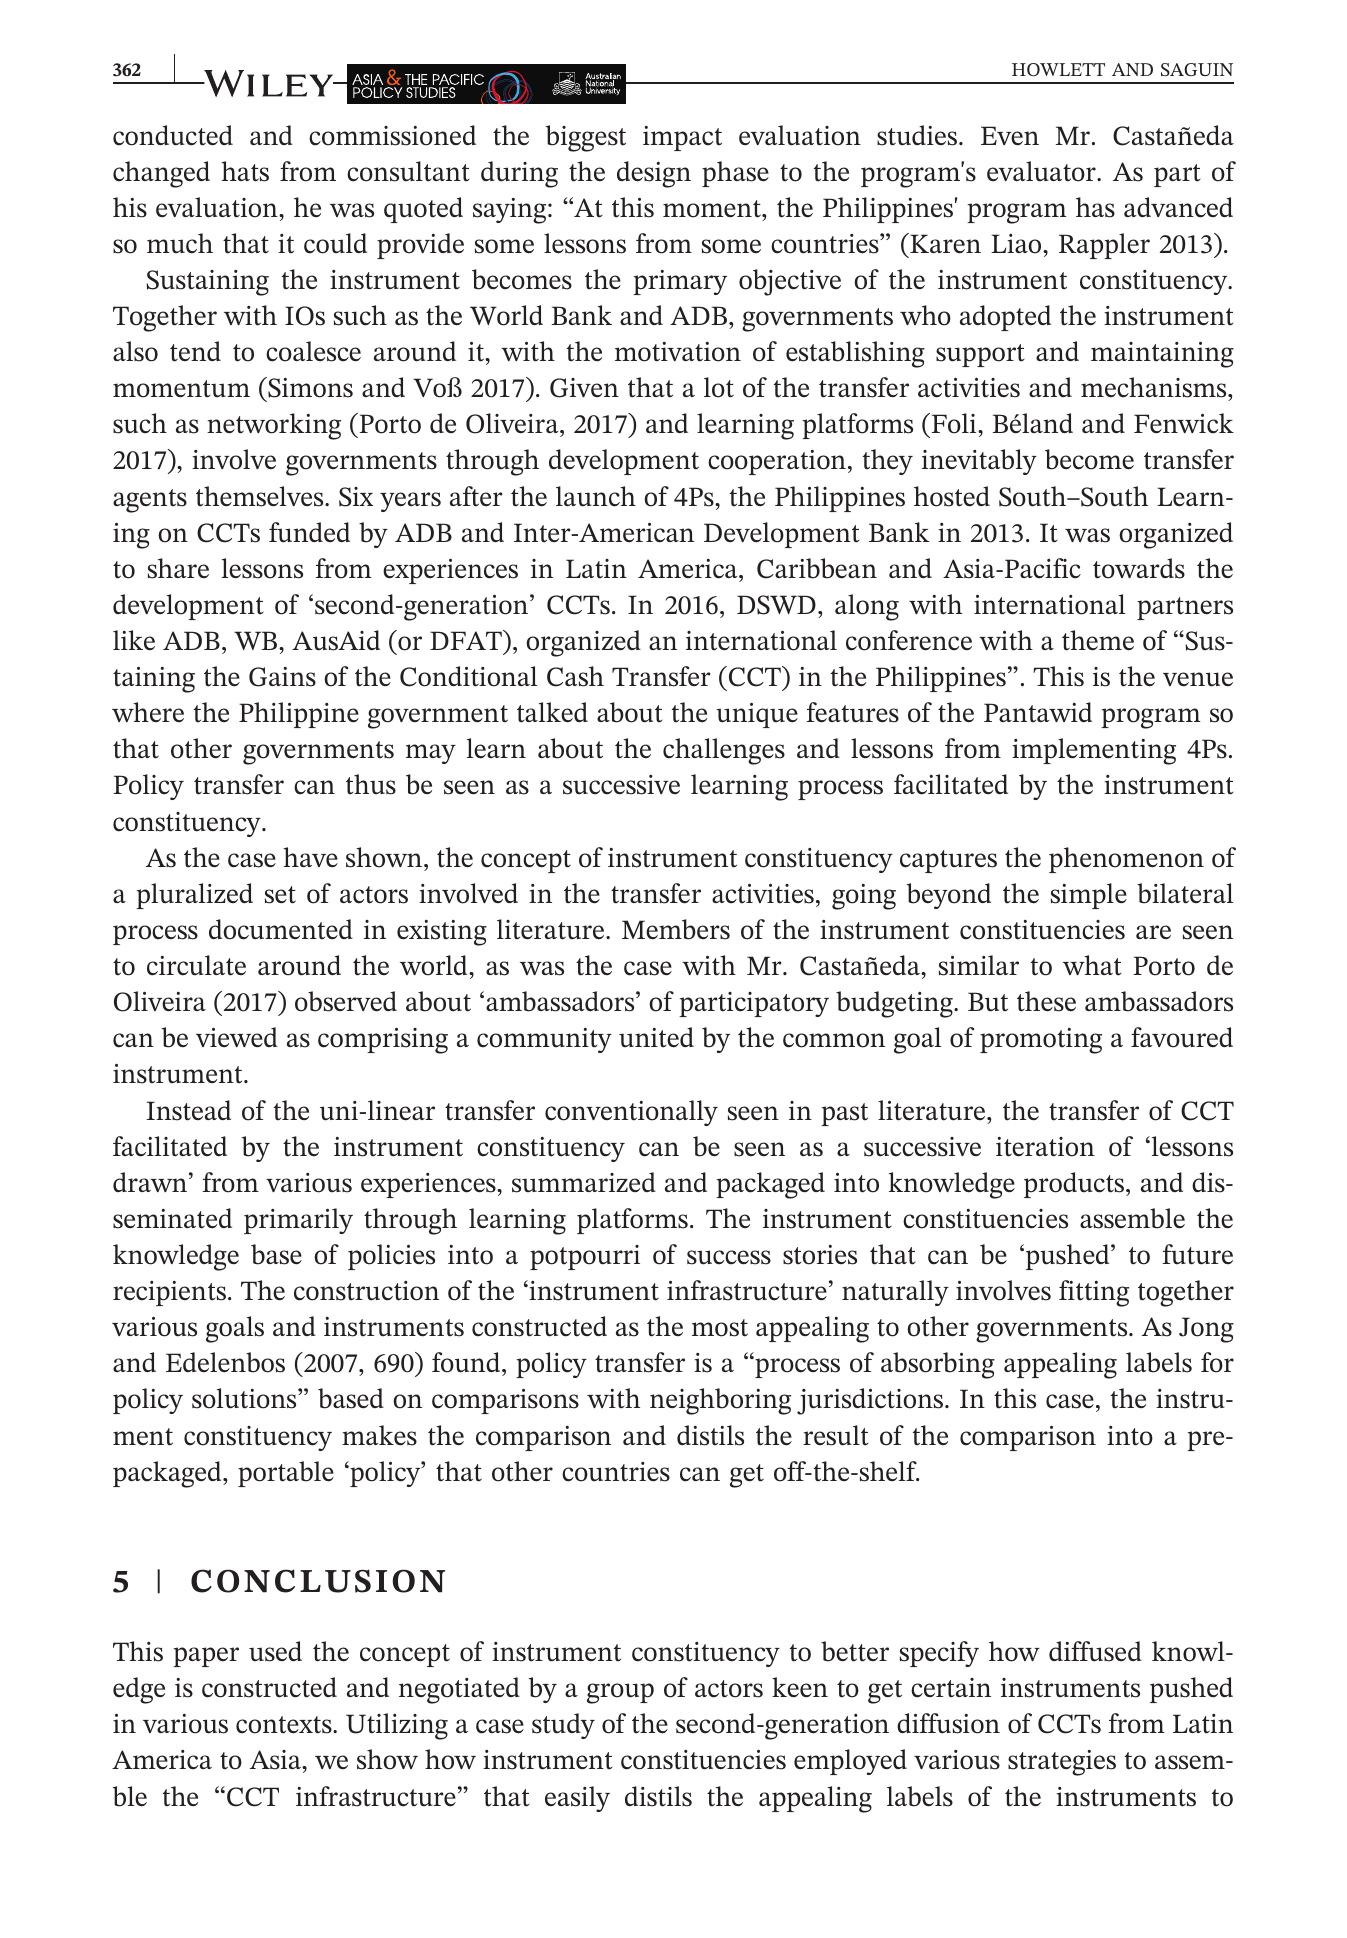 362
WILEY
ASIA & THE PACIFIC
POLICY STUDIES
Australian
National
University
HOWLETT AND SAGUIN
conducted and commissioned the biggest impact evaluation studies. Even Mr. Castañeda
changed hats from consultant during the design phase to the program's evaluator. As part of
his evaluation, he was quoted saying: “At this moment, the Philippines' program has advanced
so much that it could provide some lessons from some countries” (Karen Liao, Rappler 2013).
Sustaining the instrument becomes the primary objective of the instrument constituency.
Together with IOs such as the World Bank and ADB, governments who adopted the instrument
also tend to coalesce around it, with the motivation of establishing support and maintaining
momentum (Simons and Voß 2017). Given that a lot of the transfer activities and mechanisms,
such as networking (Porto de Oliveira, 2017) and learning platforms (Foli, Béland and Fenwick
2017), involve governments through development cooperation, they inevitably become transfer
agents themselves. Six years after the launch of 4Ps, the Philippines hosted South–South Learn-
ing on CCTs funded by ADB and Inter-American Development Bank in 2013. It was organized
to share lessons from experiences in Latin America, Caribbean and Asia-Pacific towards the
development of ‘second-generation’ CCTs. In 2016, DSWD, along with international partners
like ADB, WB, AusAid (or DFAT), organized an international conference with a theme of “Sus-
taining the Gains of the Conditional Cash Transfer (CCT) in the Philippines”. This is the venue
where the Philippine government talked about the unique features of the Pantawid program so
that other governments may learn about the challenges and lessons from implementing 4Ps.
Policy transfer can thus be seen as a successive learning process facilitated by the instrument
constituency.
As the case have shown, the concept of instrument constituency captures the phenomenon of
a pluralized set of actors involved in the transfer activities, going beyond the simple bilateral
process documented in existing literature. Members of the instrument constituencies are seen
to circulate around the world, as was the case with Mr. Castañeda, similar to what Porto de
Oliveira (2017) observed about ‘ambassadors’ of participatory budgeting. But these ambassadors
can be viewed as comprising a community united by the common goal of promoting a favoured
instrument.
Instead of the uni-linear transfer conventionally seen in past literature, the transfer of CCT
facilitated by the instrument constituency can be seen as a successive iteration of ‘lessons
drawn’ from various experiences, summarized and packaged into knowledge products, and dis-
seminated primarily through learning platforms. The instrument constituencies assemble the
knowledge base of policies into a potpourri of success stories that can be ‘pushed’ to future
recipients. The construction of the ‘instrument infrastructure’ naturally involves fitting together
various goals and instruments constructed as the most appealing to other governments. As Jong
and Edelenbos (2007, 690) found, policy transfer is a “process of absorbing appealing labels for
policy solutions” based on comparisons with neighboring jurisdictions. In this case, the instru-
ment constituency makes the comparison and distils the result of the comparison into a pre-
packaged, portable ‘policy’ that other countries can get off-the-shelf.
5 | CONCLUSION
This paper used the concept of instrument constituency to better specify how diffused knowl-
edge is constructed and negotiated by a group of actors keen to get certain instruments pushed
in various contexts. Utilizing a case study of the second-generation diffusion of CCTs from Latin
America to Asia, we show how instrument constituencies employed various strategies to assem-
ble the “CCT infrastructure” that easily distils the appealing labels of the instruments to